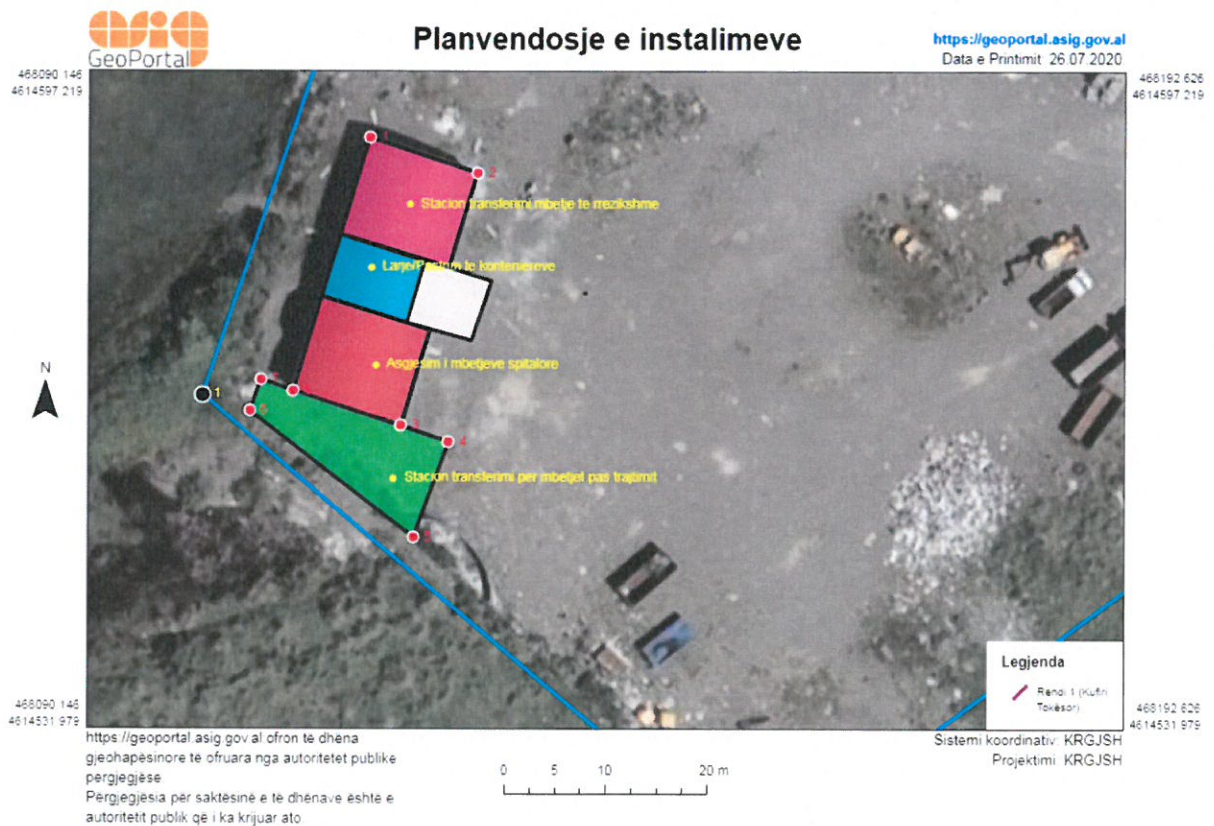 asig
GeoPortal
Planvendosje e instalimeve
https://geoportal.asig.gov.al
Data e Printimit 26.07.2020
468090 146
4614597 219
468192 626
4614597 219
1
2
Stacion transferimi mbetje te rrezikshme
Larje/Pastrim te konteniereve
Asgjesim i mbetjeve spitalore
N
1
6
3
4
Stacion transferimi per mbetjet pas trajtimit
5
Legjenda
Rendi 1 (Kufiri
Tokësor)
468090 146
4614531 979
468192 626
4614531 979
https://geoportal.asig.gov.al ofron të dhëna
gjeohapësinore të ofruara nga autoritetet publike
pergjegjëse
Përgjegjësia për saktësinë e të dhënave është e
autoritetit publik që i ka krijuar ato
Sistemi koordinativ: KRGJSH
Projektimi: KRGJSH
0 5 10 20 m